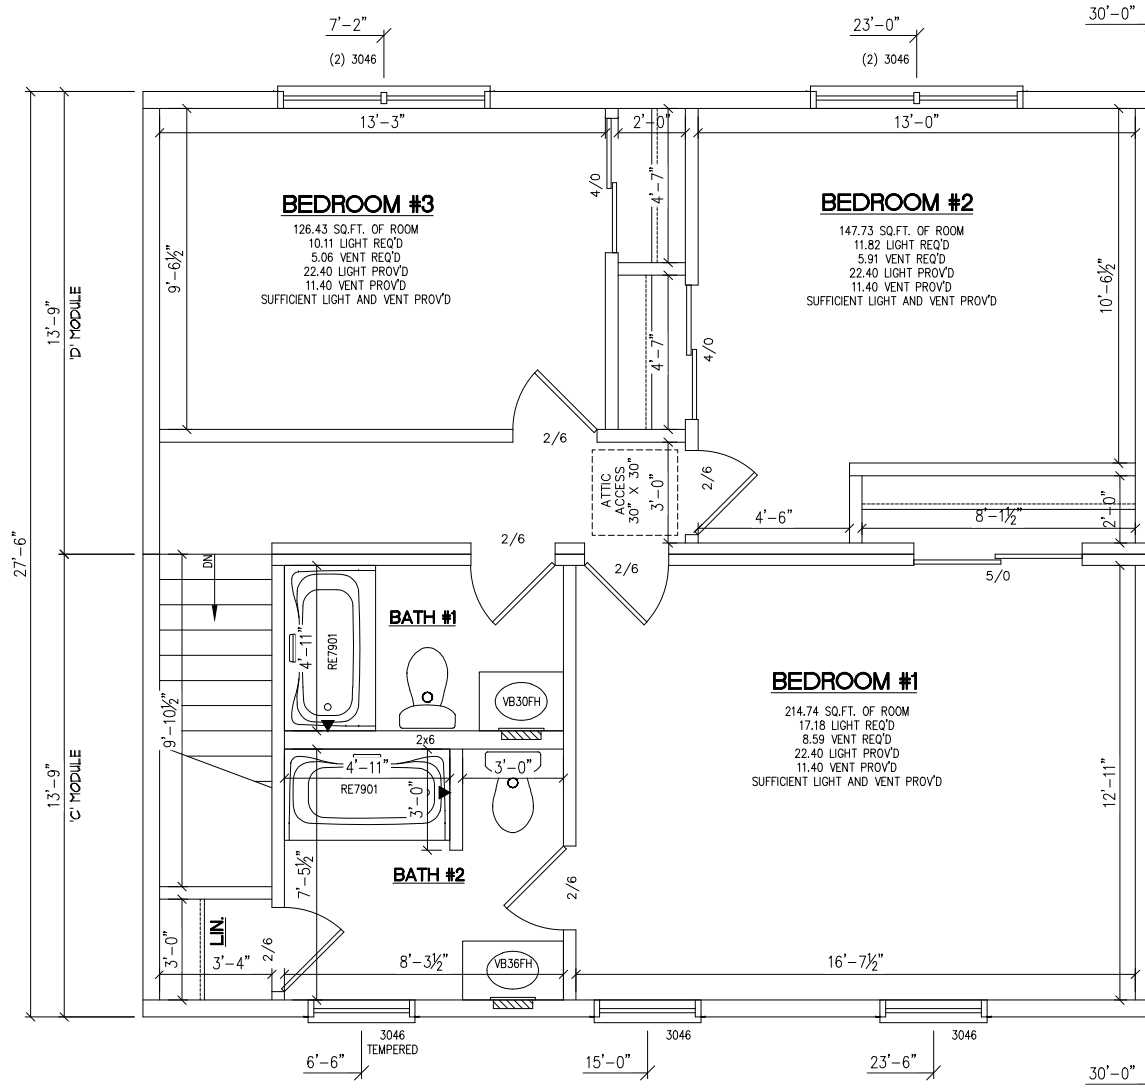 7'-2"
23'-0"
30'-0"
(2) 3046
(2) 3046
13'-3"
2'-0"
13'-0"
BEDROOM #3
126.43 SQ.FT. OF ROOM
10.11 LIGHT REQ'D
5.06 VENT REQ'D
22.40 LIGHT PROV'D
11.40 VENT PROV'D
SUFFICIENT LIGHT AND VENT PROV'D
4/0
4'-7"
BEDROOM #2
147.73 SQ.FT. OF ROOM
11.82 LIGHT REQ'D
5.91 VENT REQ'D
22.40 LIGHT PROV'D
11.40 VENT PROV'D
SUFFICIENT LIGHT AND VENT PROV'D
9'-6½"
10'-6½"
13'-9"
'D' MODULE
4'-7"
4/0
2/6
ATTIC
ACCESS
30" X 30"
3'-0"
2/6
4'-6"
8'-1½"
2'-0"
27'-6"
2/6
2/6
5/0
DN
BATH #1
4'-11"
RE7901
VB30FH
BEDROOM #1
214.74 SQ.FT. OF ROOM
17.18 LIGHT REQ'D
8.59 VENT REQ'D
22.40 LIGHT PROV'D
11.40 VENT PROV'D
SUFFICIENT LIGHT AND VENT PROV'D
9'-10½"
2x6
4'-11"
3'-0"
RE7901
3'-0"
13'-9"
'C' MODULE
12'-11"
7'-5½"
BATH #2
2/6
LIN.
3'-0"
3'-4"
2/6
8'-3½"
VB36FH
16'-7½"
3046
TEMPERED
3046
3046
6'-6"
15'-0"
23'-6"
30'-0"